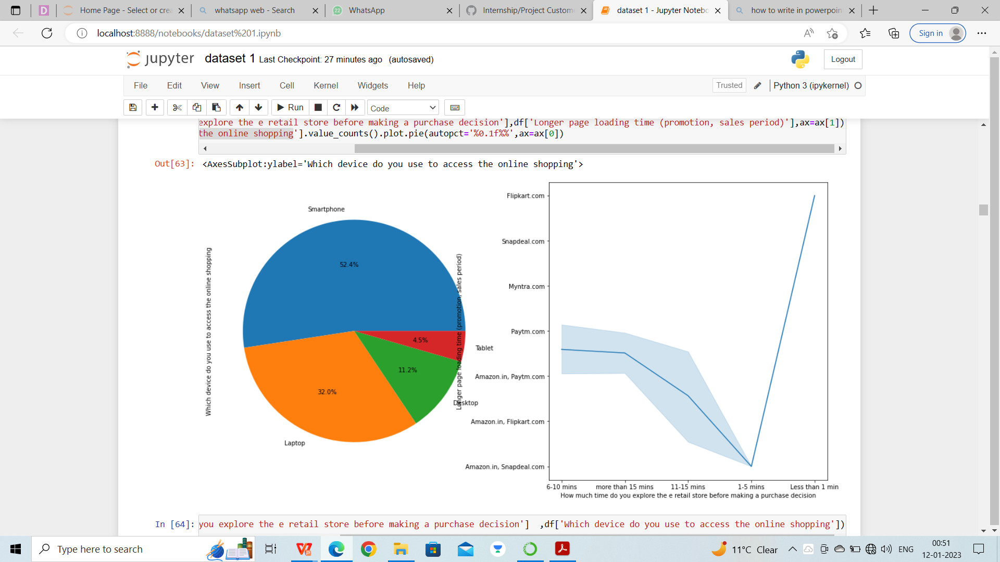 Home Page - Select or crea
whatsapp web - Search
22
WhatsApp
Internship/Project Custome
dataset 1 - Jupyter Notebo
how to write in powerpoin
localhost:8888/notebooks/dataset%201.ipynb
Sign in
jupyter dataset 1 Last Checkpoint: 27 minutes ago (autosaved)
Logout
File Edit View Insert Cell Kernel Widgets Help
Trusted
Python 3 (ipykernel)
Run
Code
explore the e retail store before making a purchase decision'],df['Longer page loading time (promotion, sales period)'],ax=ax[1])
the online shopping'].value_counts().plot.pie(autopct='%0.1f%%',ax=ax[0])
Out[63]: <AxesSubplot:ylabel='Which device do you use to access the online shopping'>
Which device do you use to access the online shopping
Smartphone
52.4%
4.5%
Tablet
11.2%
Desktop
32.0%
Laptop
Longer page loading time (promotion, sales period)
Flipkart.com
Snapdeal.com
Myntra.com
Paytm.com
Amazon.in, Paytm.com
Amazon.in, Flipkart.com
Amazon.in, Snapdeal.com
6-10 mins more than 15 mins 11-15 mins 1-5 mins Less than 1 min
How much time do you explore the e retail store before making a purchase decision
In [64]: you explore the e retail store before making a purchase decision'] ,df['Which device do you use to access the online shopping'])
Type here to search
11°C Clear
ENG
00:51
12-01-2023